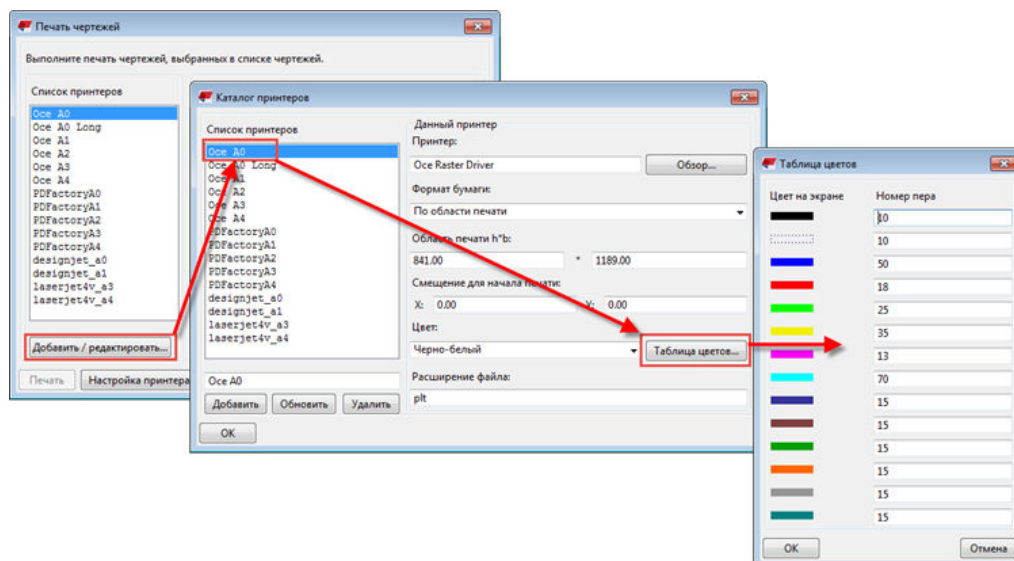 Печать чертежей
Выполните печать чертежей, выбранных в списке чертежей.
Список принтеров
Oce A0
Oce A0 Long
Oce A1
Oce A2
Oce A3
Oce A4
PDFactoryA0
PDFactoryA1
PDFactoryA2
PDFactoryA3
PDFactoryA4
designjet_a0
designjet_a1
laserjet4v_a3
laserjet4v_a4
Добавить / редактировать...
Печать
Настройка принтера
Каталог принтеров
Список принтеров
Oce A0
Oce A0 Long
Oce A1
Oce A2
Oce A3
Oce A4
PDFactoryA0
PDFactoryA1
PDFactoryA2
PDFactoryA3
PDFactoryA4
designjet_a0
designjet_a1
laserjet4v_a3
laserjet4v_a4
Oce A0
Добавить
Обновить
Удалить
OK
Данный принтер
Принтер:
Oce Raster Driver
Обзор...
Формат бумаги:
По области печати
Область печати h*b:
841.00 * 1189.00
Смещение для начала печати:
X: 0.00 Y: 0.00
Цвет:
Черно-белый
Таблица цветов...
Расширение файла:
plt
Таблица цветов
Цвет на экране Номер пера
10
10
50
18
25
35
13
70
15
15
15
15
15
15
OK
Отмена